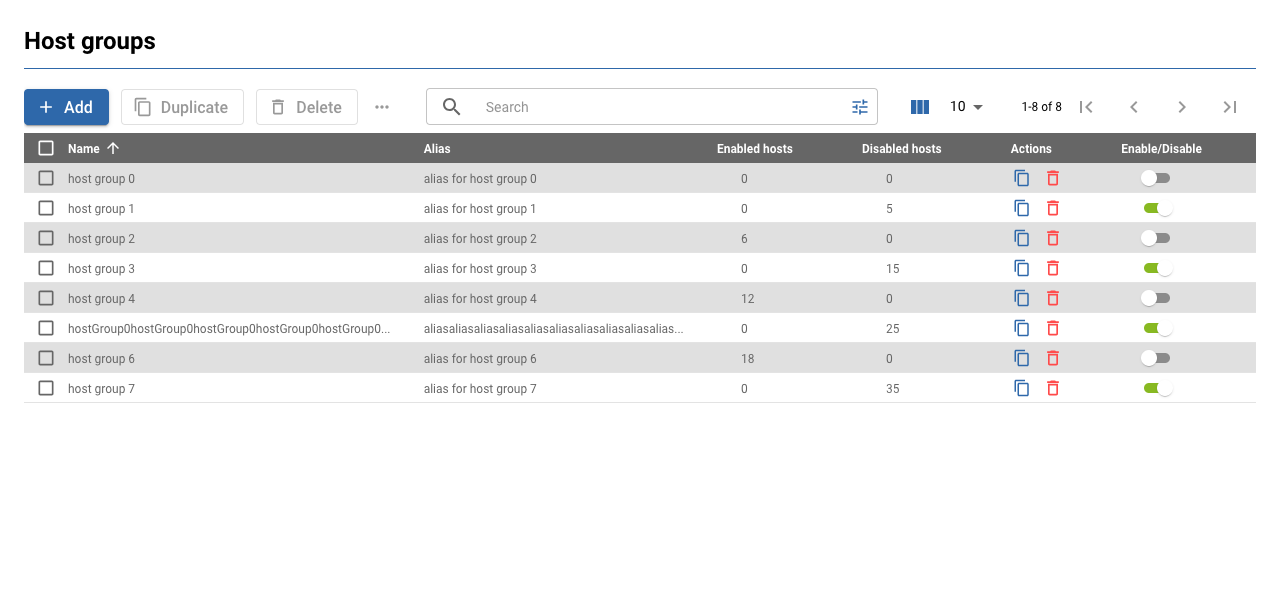 Host groups
Add Duplicate Delete ... Search 10 1-8 of 8
Name Alias Enabled hosts Disabled hosts Actions Enable/Disable
host group 0 alias for host group 0 0 0
host group 1 alias for host group 1 0 5
host group 2 alias for host group 2 6 0
host group 3 alias for host group 3 0 15
host group 4 alias for host group 4 12 0
hostGroup0hostGroup0hostGroup0hostGroup0hostGroup0... aliasaliasaliasaliasaliasaliasaliasaliasaliasalias... 0 25
host group 6 alias for host group 6 18 0
host group 7 alias for host group 7 0 35